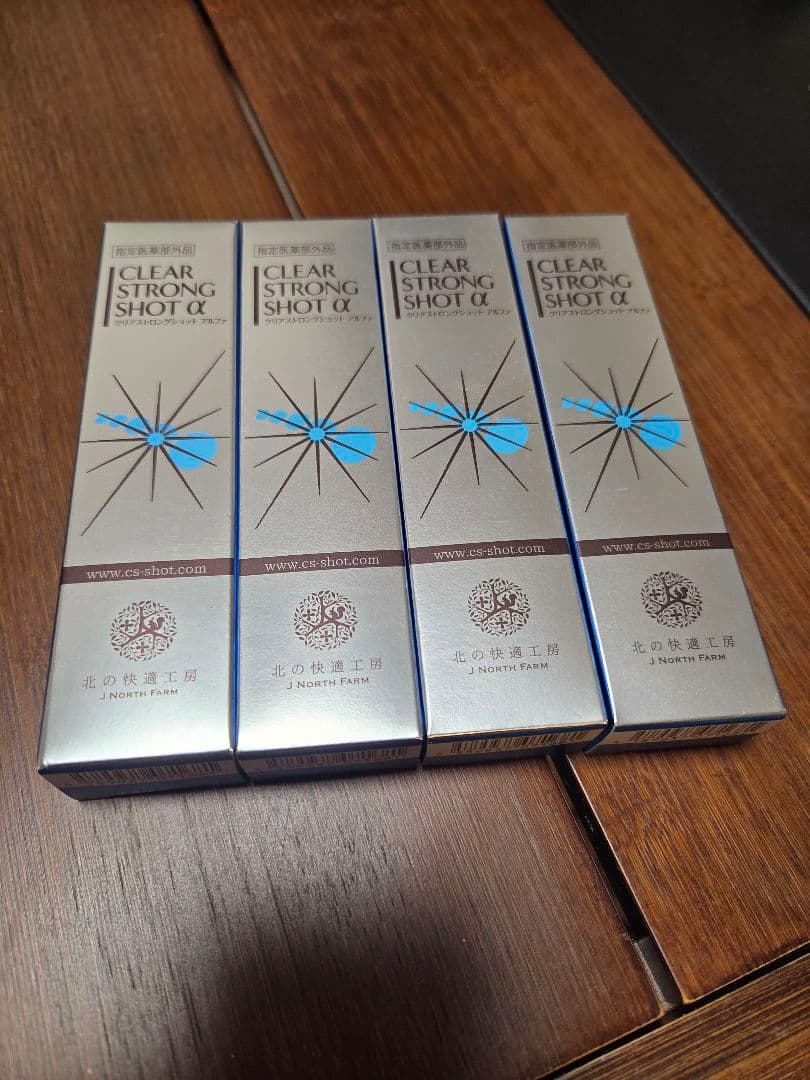 指定医薬部外品
CLEAR
STRONG
SHOT α
クリアストロングショット アルファ
www.cs-shot.com
北の快適工房
J NORTH FARM
指定医薬部外品
CLEAR
STRONG
SHOT α
クリアストロングショット アルファ
www.cs-shot.com
北の快適工房
J NORTH FARM
指定医薬部外品
CLEAR
STRONG
SHOT α
クリアストロングショット アルファ
www.cs-shot.com
北の快適工房
J NORTH FARM
指定医薬部外品
CLEAR
STRONG
SHOT α
クリアストロングショット アルファ
www.cs-shot.com
北の快適工房
J NORTH FARM